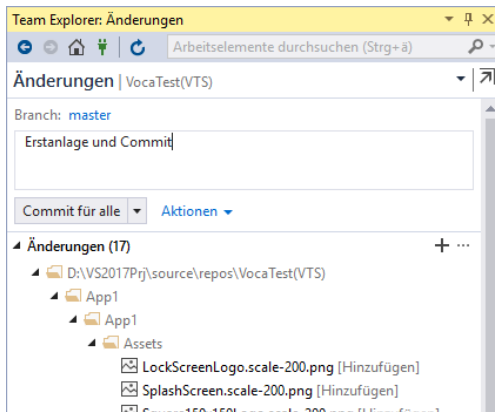 Team Explorer: Änderungen
Arbeitselemente durchsuchen (Strg+ä)
Änderungen | VocaTest(VTS)
Branch: master
Erstanlage und Commit
Commit für alle Aktionen
Änderungen (17)
D:\VS2017Prj\source\repos\VocaTest(VTS)
App1
App1
Assets
LockScreenLogo.scale-200.png [Hinzufügen]
SplashScreen.scale-200.png [Hinzufügen]